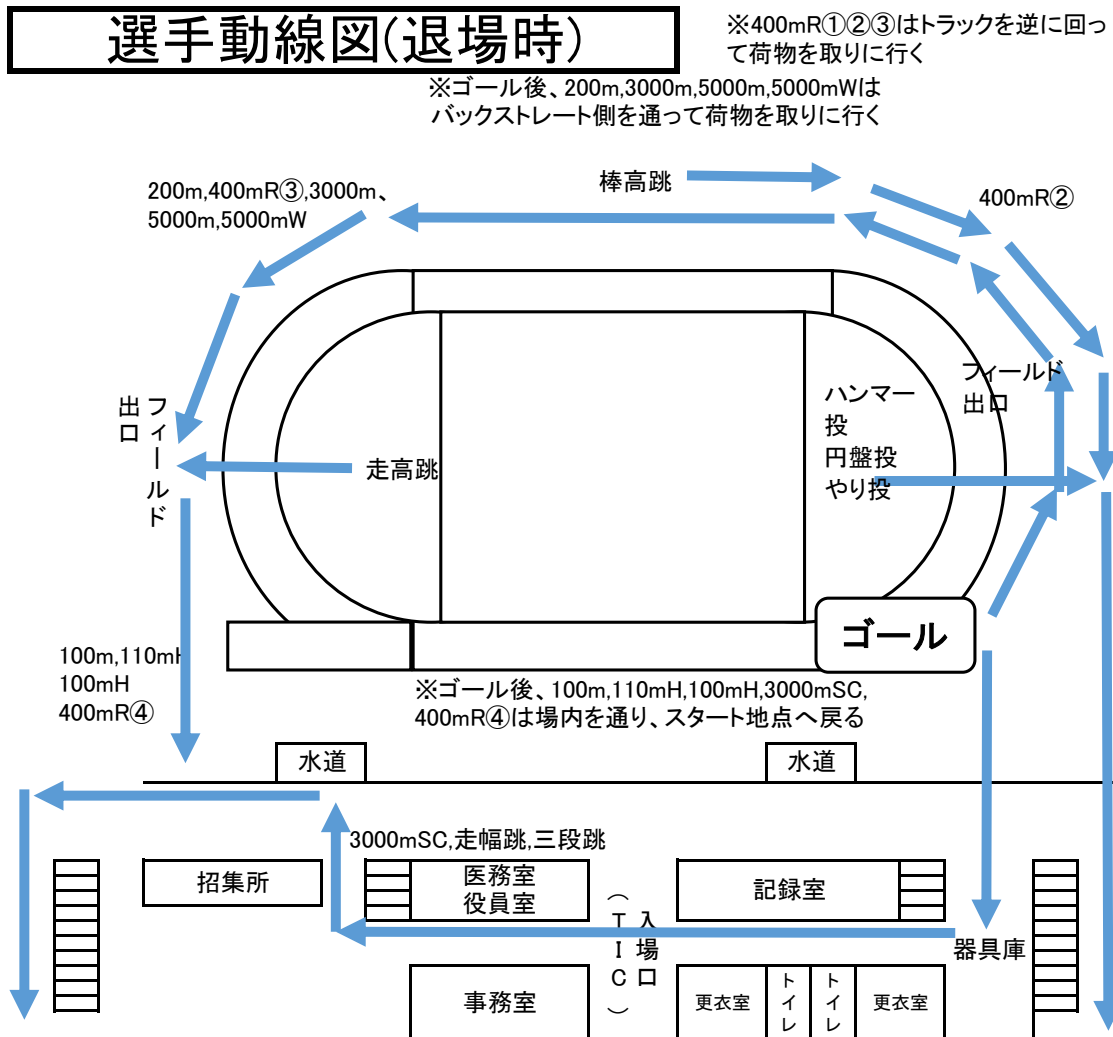 選手動線図(退場時)
※400mR①②③はトラックを逆に回っ
て荷物を取りに行く
※ゴール後、200m,3000m,5000m,5000mWは
バックストレート側を通って荷物を取りに行く
200m,400mR③,3000m、
5000m,5000mW
棒高跳
400mR②
フィールド
出口
フィールド
出口
走高跳
ハンマー
投
円盤投
やり投
ゴール
100m,110mH
100mH
400mR④
※ゴール後、100m,110mH,100mH,3000mSC,
400mR④は場内を通り、スタート地点へ戻る
水道
水道
3000mSC,走幅跳,三段跳
招集所
医務室
役員室
入場口
（ＴＩＣ）
記録室
器具庫
事務室
更衣室
トイレ
トイレ
更衣室